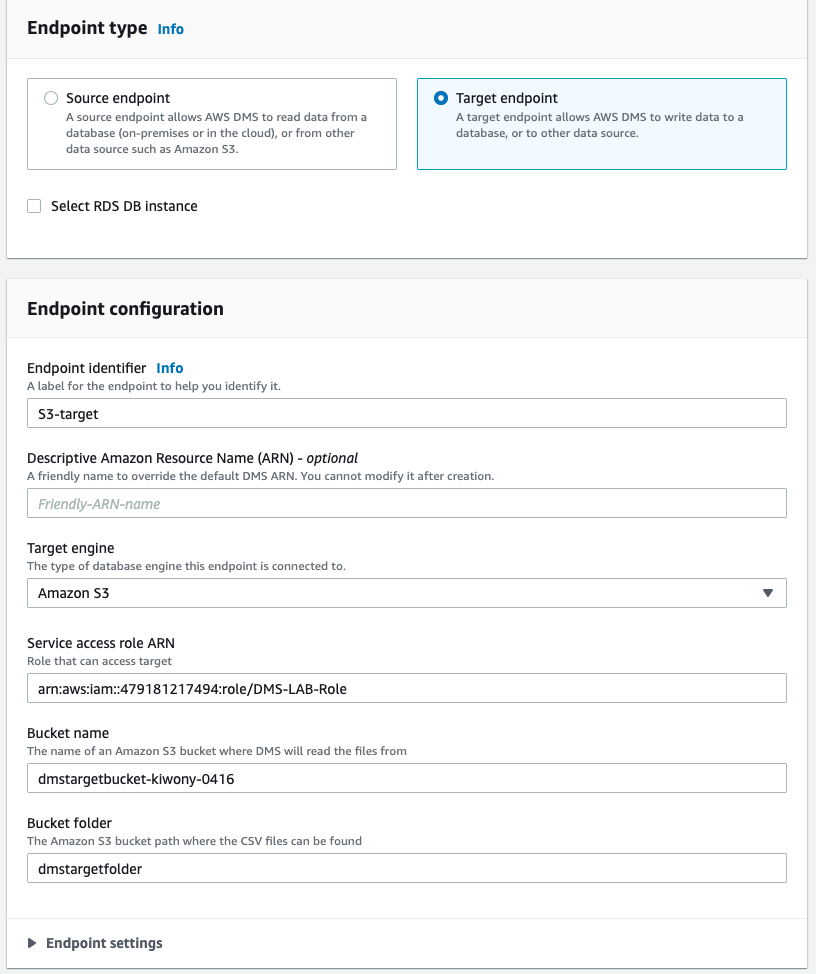 Endpoint type Info
Source endpoint
A source endpoint allows AWS DMS to read data from a
database (on-premises or in the cloud), or from other
data source such as Amazon S3.
Target endpoint
A target endpoint allows AWS DMS to write data to a
database, or to other data source.
Select RDS DB instance
Endpoint configuration
Endpoint identifier Info
A label for the endpoint to help you identify it.
S3-target
Descriptive Amazon Resource Name (ARN) - optional
A friendly name to override the default DMS ARN. You cannot modify it after creation.
Friendly-ARN-name
Target engine
The type of database engine this endpoint is connected to.
Amazon S3
Service access role ARN
Role that can access target
arn:aws:iam::479181217494:role/DMS-LAB-Role
Bucket name
The name of an Amazon S3 bucket where DMS will read the files from
dmstargetbucket-kiwony-0416
Bucket folder
The Amazon S3 bucket path where the CSV files can be found
dmstargetfolder
Endpoint settings